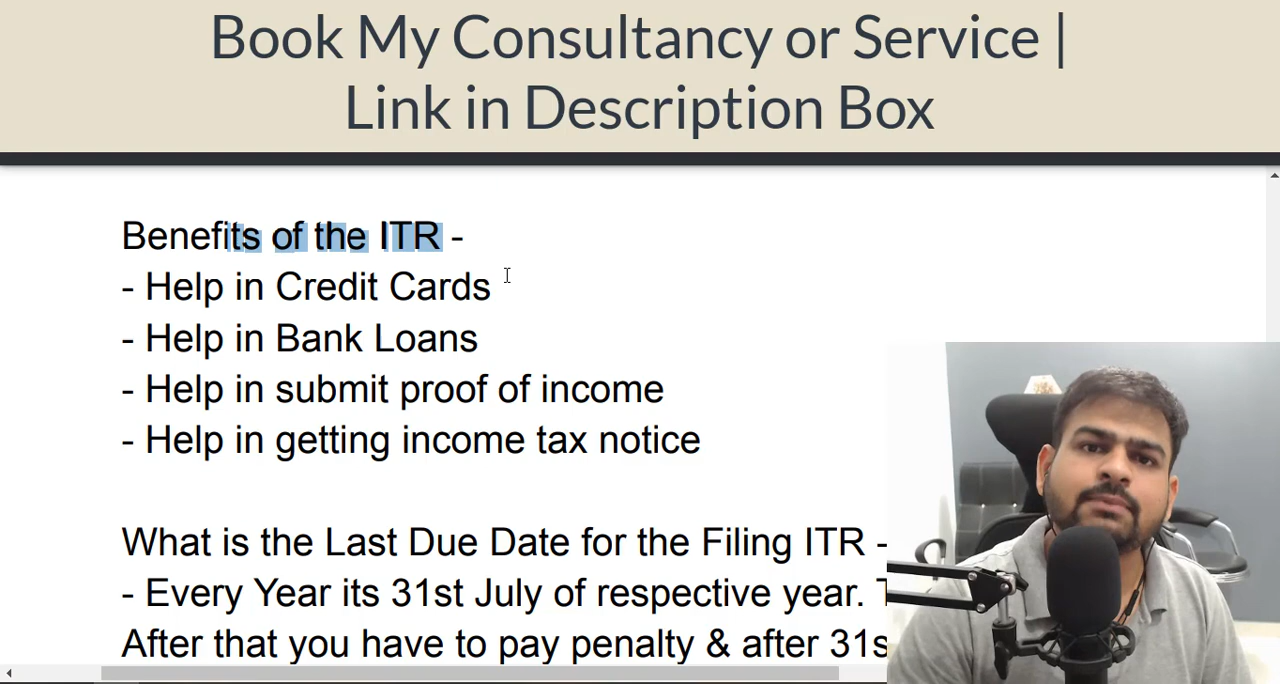 Book My Consultancy or Service |
Link in Description Box
Benefits of the ITR -
- Help in Credit Cards
- Help in Bank Loans
- Help in submit proof of income
- Help in getting income tax notice
What is the Last Due Date for the Filing ITR -
- Every Year its 31st July of respective year.
After that you have to pay penalty & after